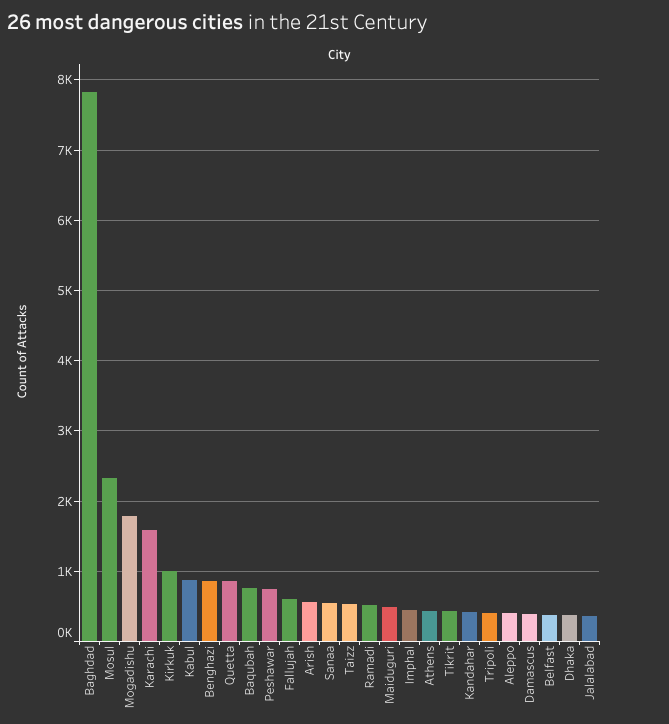 26 most dangerous cities in the 21st Century
City
8K
7K
6K
5K
4K
3K
2K
1K
0K
Count of Attacks
Baghdad
Mosul
Mogadishu
Karachi
Kirkuk
Kabul
Benghazi
Quetta
Baqubah
Peshawar
Fallujah
Arish
Sanaa
Taizz
Ramadi
Maiduguri
Imphal
Athens
Tikrit
Kandahar
Tripoli
Aleppo
Damascus
Belfast
Dhaka
Jalalabad